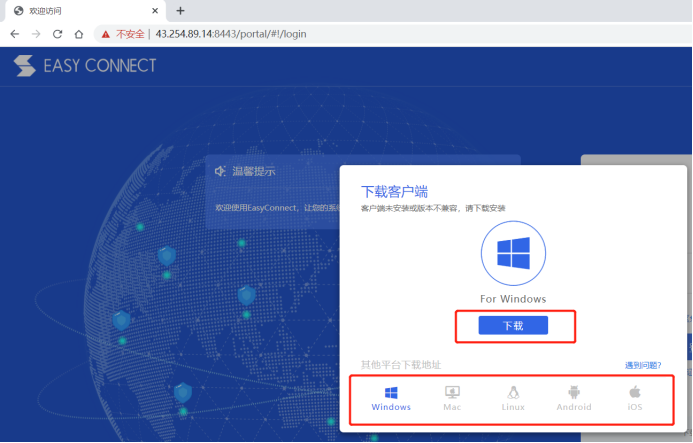 欢迎访问
不安全 | 43.254.89.14:8443/portal/#!/login
EASY CONNECT
温馨提示
欢迎使用EasyConnect，让您的系
下载客户端
客户端未安装或版本不兼容，请下载安装
For Windows
下载
其他平台下载地址 遇到问题?
Windows Mac Linux Android iOS